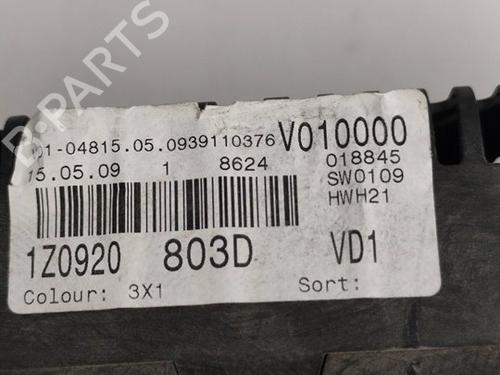 01-04815.05.0939110376 V010000
15.05.09 1 8624 018845
SW0109
HWH21
1Z0920 803D VD1
Colour: 3X1 Sort:
B-PARTS